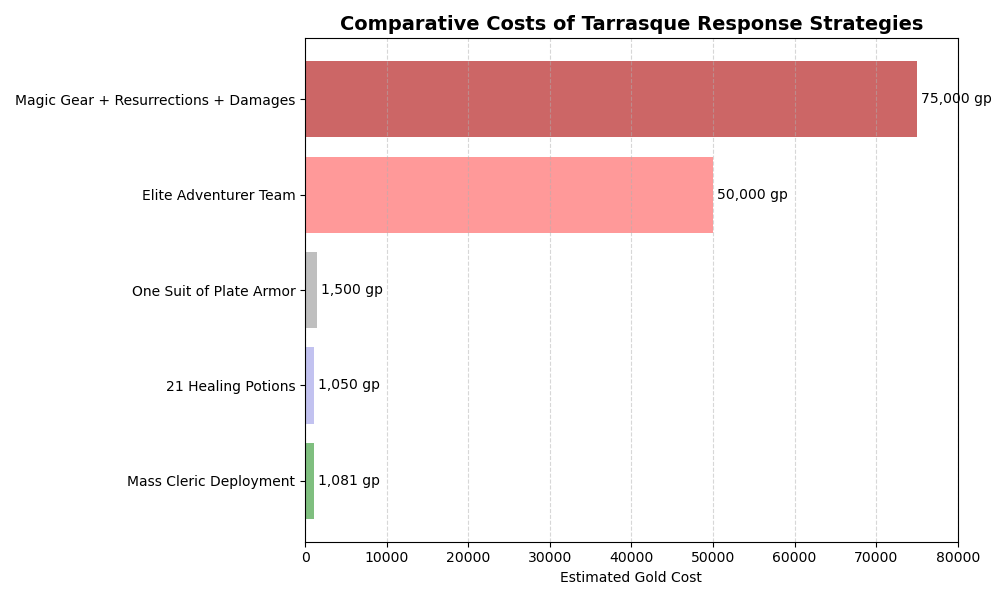 Comparative Costs of Tarrasque Response Strategies
Magic Gear + Resurrections + Damages
75,000 gp
Elite Adventurer Team
50,000 gp
One Suit of Plate Armor
1,500 gp
21 Healing Potions
1,050 gp
Mass Cleric Deployment
1,081 gp
0 10000 20000 30000 40000 50000 60000 70000 80000
Estimated Gold Cost